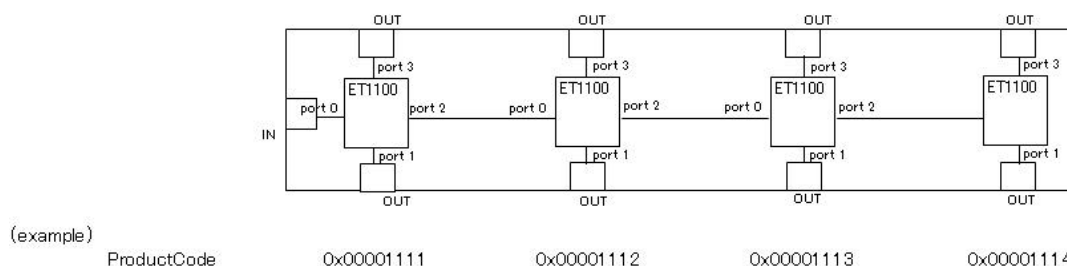 OUT OUT OUT OUT
port 3 port 3 port 3 port 3
ET1100 ET1100 ET1100 ET1100
port 0 port 2 port 0 port 2 port 0 port 2
IN
port 1 port 1 port 1 port 1
OUT OUT OUT OUT
(example)
ProductCode 0x00001111 0x00001112 0x00001113 0x00001114